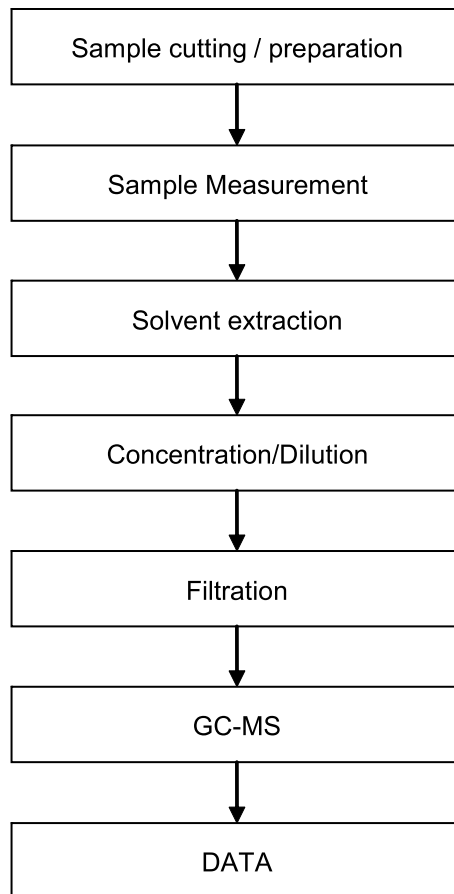 Sample cutting / preparation
Sample Measurement
Solvent extraction
Concentration/Dilution
Filtration
GC-MS
DATA